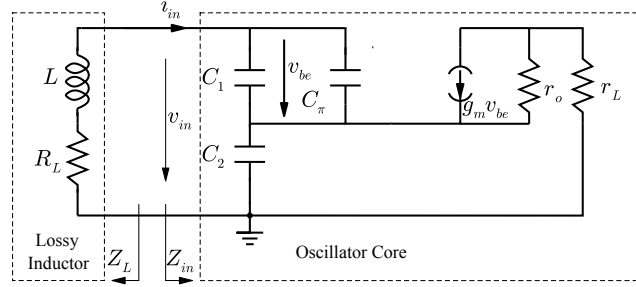 i_in
L
R_L
v_in
C_1
v_be
C_π
C_2
g_m v_be
r_o
r_L
Lossy
Inductor
Z_L
Z_in
Oscillator Core